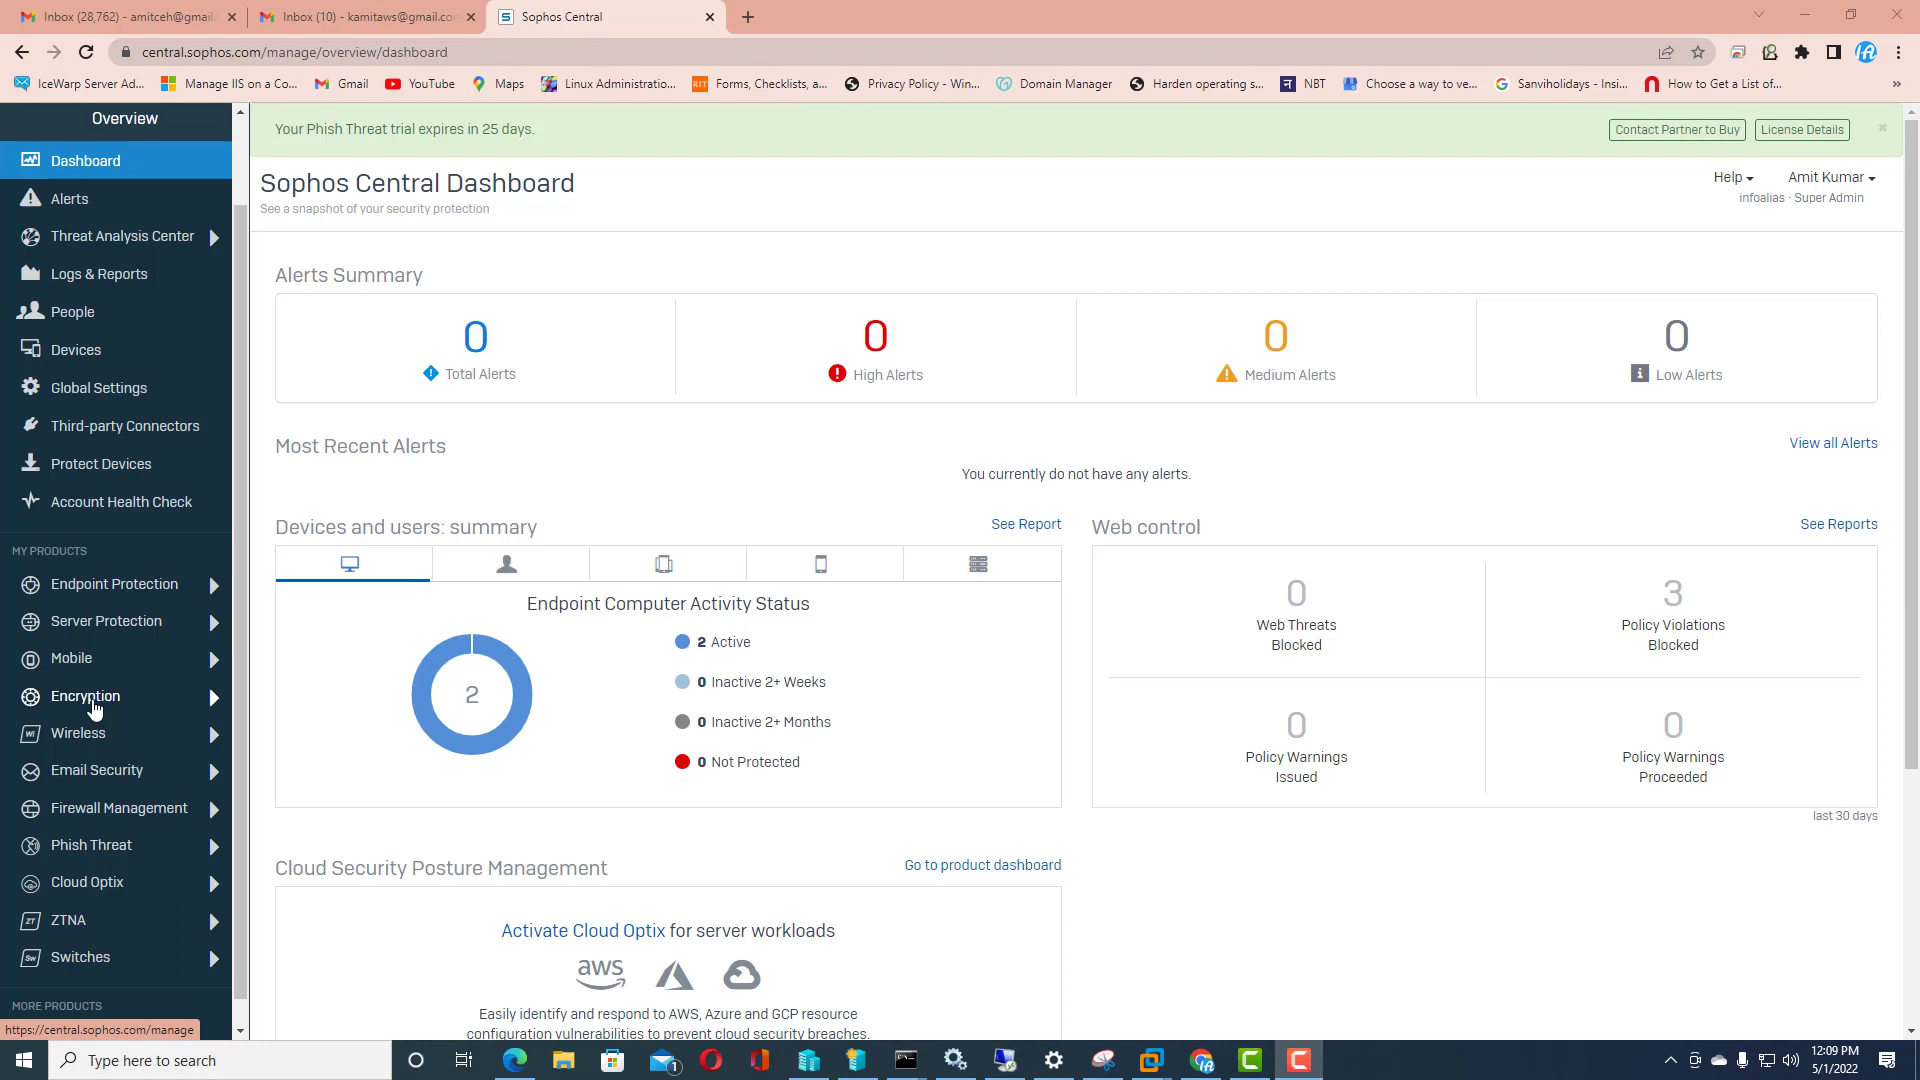 Inbox (28,762) - amitceh@gmail.
Inbox (10) - kamitaws@gmail.co
Sophos Central
central.sophos.com/manage/overview/dashboard
IceWarp Server Ad...
Manage IIS on a Co...
Gmail
YouTube
Maps
Linux Administratio...
Forms, Checklists, a...
Privacy Policy - Win...
Domain Manager
Harden operating s...
NBT
Choose a way to ve...
Sanviholidays - Insi...
How to Get a List of...
Overview
Dashboard
Alerts
Threat Analysis Center
Logs & Reports
People
Devices
Global Settings
Third-party Connectors
Protect Devices
Account Health Check
MY PRODUCTS
Endpoint Protection
Server Protection
Mobile
Encryption
Wireless
Email Security
Firewall Management
Phish Threat
Cloud Optix
ZTNA
Switches
MORE PRODUCTS
https://central.sophos.com/manage
Your Phish Threat trial expires in 25 days.
Contact Partner to Buy
License Details
Sophos Central Dashboard
See a snapshot of your security protection
Help
Amit Kumar
infoalias - Super Admin
Alerts Summary
0
Total Alerts
0
High Alerts
0
Medium Alerts
0
Low Alerts
Most Recent Alerts
View all Alerts
You currently do not have any alerts.
Devices and users: summary
See Report
Endpoint Computer Activity Status
2
2 Active
0 Inactive 2+ Weeks
0 Inactive 2+ Months
0 Not Protected
Web control
See Reports
0
Web Threats
Blocked
3
Policy Violations
Blocked
0
Policy Warnings
Issued
0
Policy Warnings
Proceeded
last 30 days
Cloud Security Posture Management
Go to product dashboard
Activate Cloud Optix for server workloads
aws
Easily identify and respond to AWS, Azure and GCP resource
configuration vulnerabilities to prevent cloud security breaches.
Type here to search
12:09 PM
5/1/2022